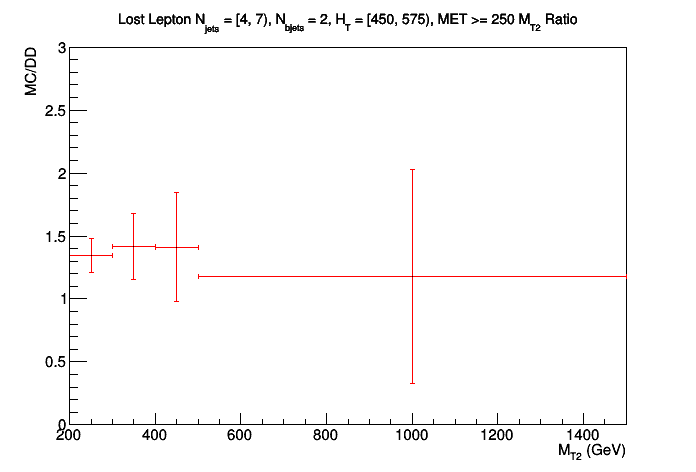 Lost Lepton N_jets = [4, 7), N_bjets = 2, H_T = [450, 575), MET >= 250 M_T2 Ratio
MC/DD
3
2.5
2
1.5
1
0.5
0
200 400 600 800 1000 1200 1400
M_T2 (GeV)